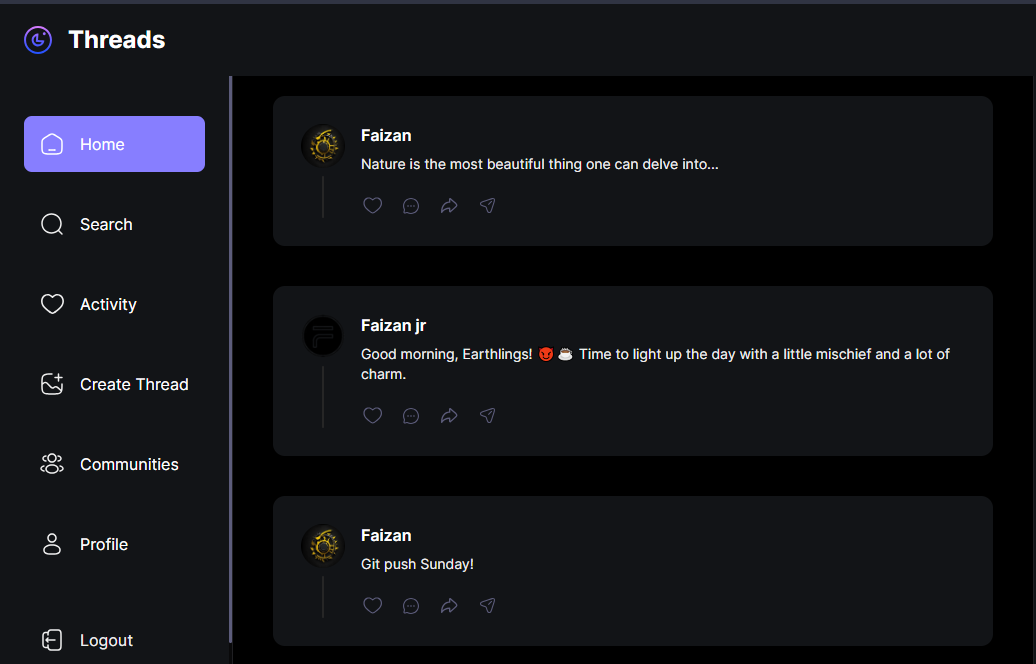 Threads
Home
Search
Activity
Create Thread
Communities
Profile
Logout
Faizan
Nature is the most beautiful thing one can delve into...
Faizan jr
Good morning, Earthlings! 😈 ☕ Time to light up the day with a little mischief and a lot of
charm.
Faizan
Git push Sunday!